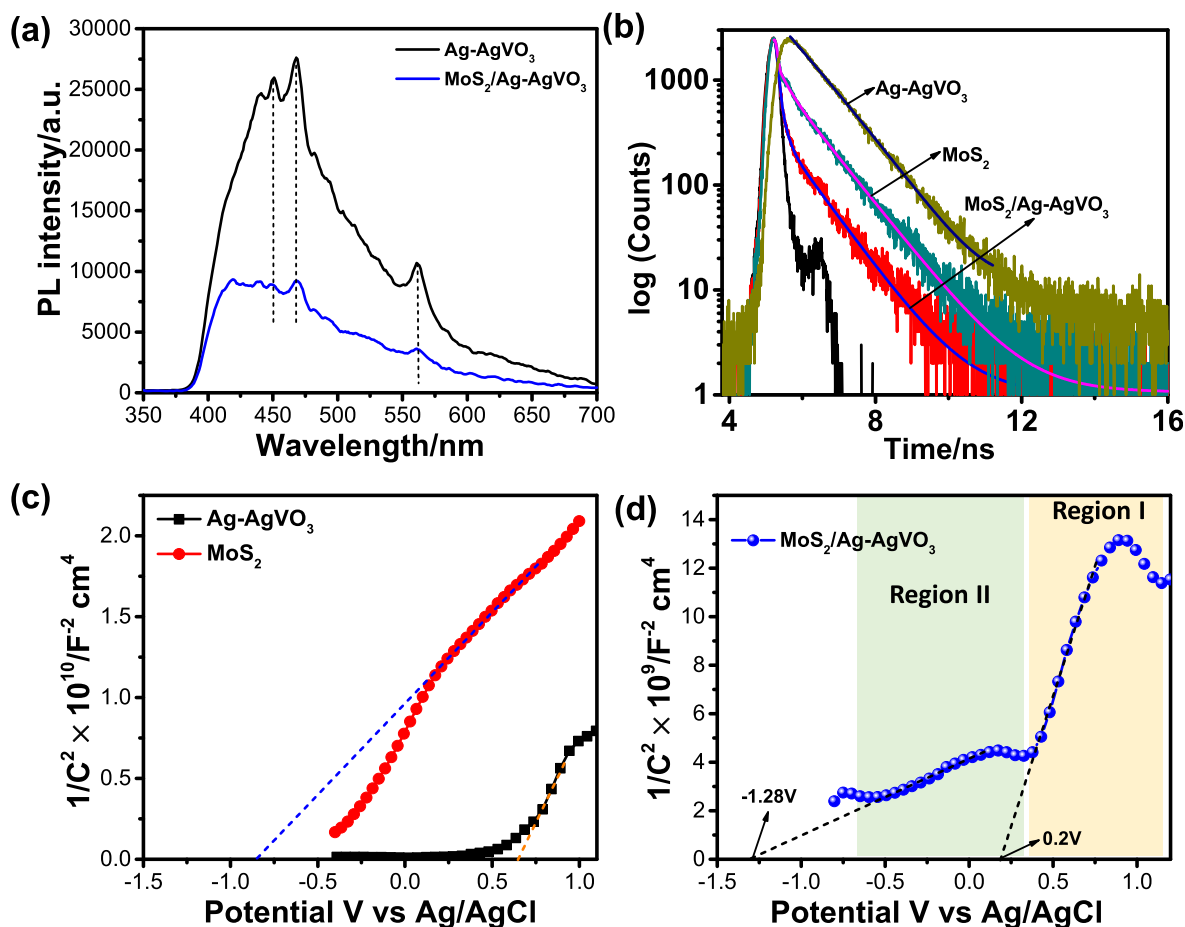 (a)
Ag-AgVO₃
MoS₂/Ag-AgVO₃
30000
27500
25000
22500
20000
17500
15000
12500
10000
7500
5000
2500
0
PL intensity/a.u.
350 400 450 500 550 600 650 700
Wavelength/nm
(b)
Ag-AgVO₃
MoS₂
MoS₂/Ag-AgVO₃
1000
100
10
1
log (Counts)
4 8 12 16
Time/ns
(c)
Ag-AgVO₃
MoS₂
2.0
1.5
1.0
0.5
0.0
1/C² × 10¹⁰/F⁻² cm⁴
-1.5 -1.0 -0.5 0.0 0.5 1.0
Potential V vs Ag/AgCl
(d)
Region I
MoS₂/Ag-AgVO₃
Region II
-1.28V
0.2V
14
12
10
8
6
4
2
0
1/C² × 10⁹/F⁻² cm⁴
-1.5 -1.0 -0.5 0.0 0.5 1.0
Potential V vs Ag/AgCl